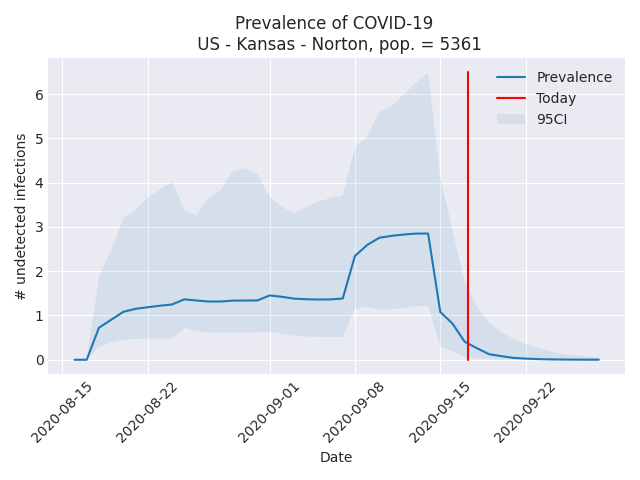 Prevalence of COVID-19
US - Kansas - Norton, pop. = 5361
Prevalence
Today
95CI
# undetected infections
6
5
4
3
2
1
0
2020-08-15
2020-08-22
2020-09-01
2020-09-08
2020-09-15
2020-09-22
Date